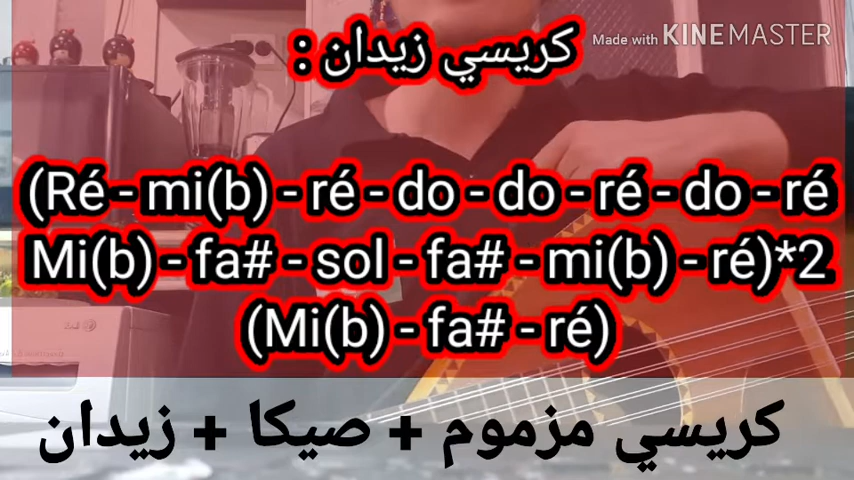 Made with KINEMASTER
كريسي زيدان :
(Ré - mi(b) - ré - do - do - ré - do - ré
Mi(b) - fa# - sol - fa# - mi(b) - ré)*2
(Mi(b) - fa# - ré)
كريسي مزموم + صيكا + زيدان